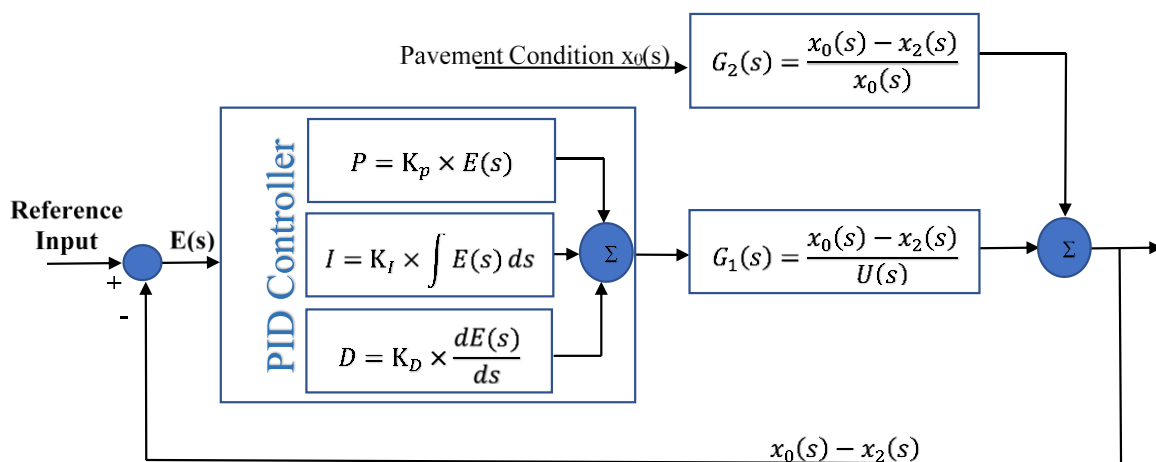 Pavement Condition x₀(s)
G₂(s) = (x₀(s) − x₂(s)) / x₀(s)
PID Controller
P = Kₚ × E(s)
Reference
Input
E(s)
+
-
I = K_I × ∫ E(s) ds
Σ
G₁(s) = (x₀(s) − x₂(s)) / U(s)
Σ
D = K_D × dE(s) / ds
x₀(s) − x₂(s)